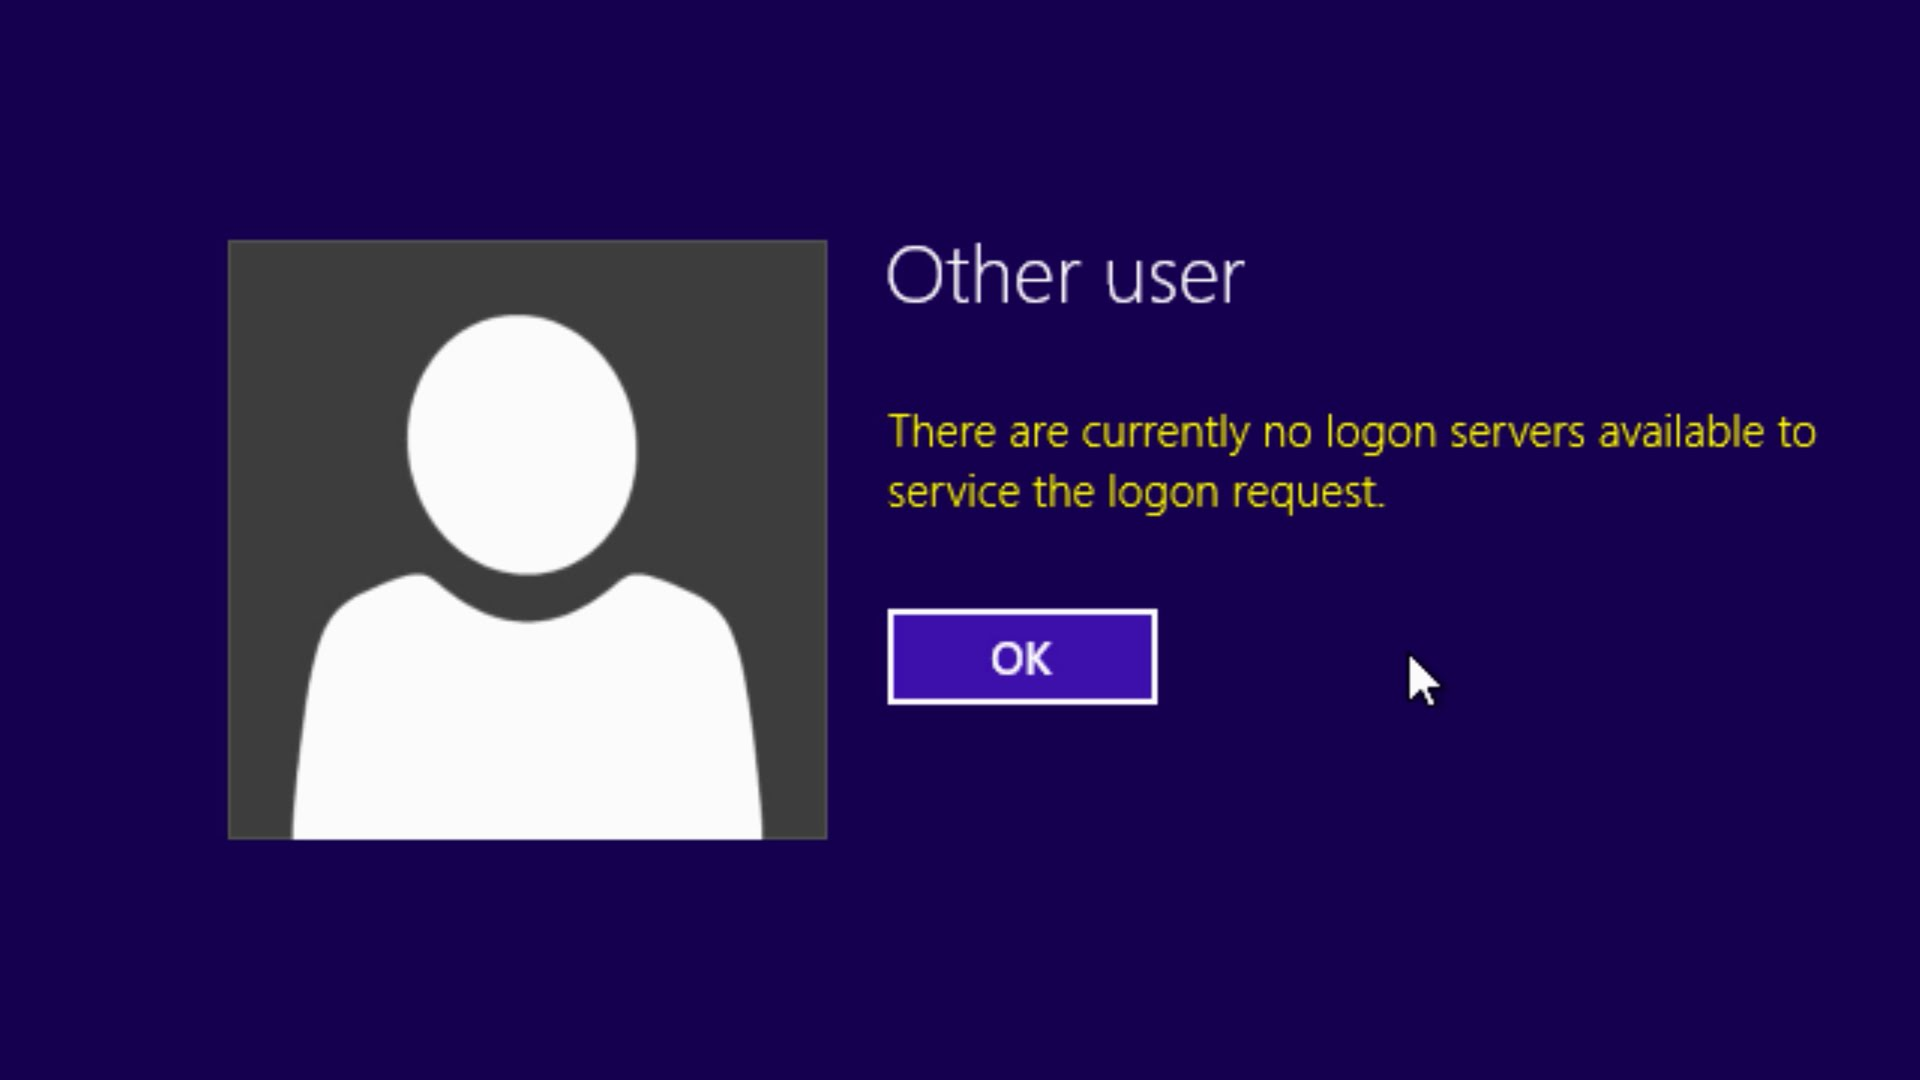 Other user
There are currently no logon servers available to
service the logon request.
OK